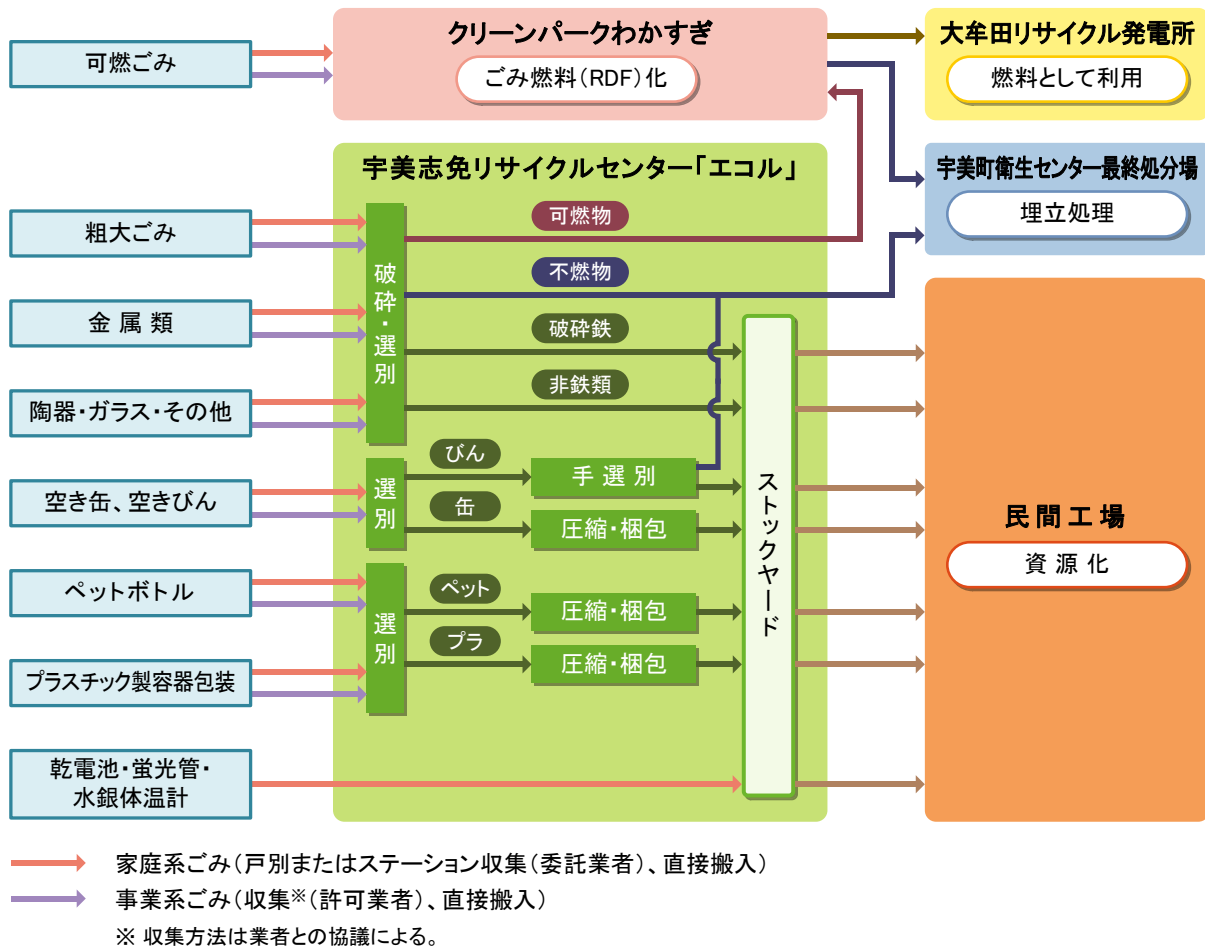 可燃ごみ
クリーンパークわかすぎ
ごみ燃料(RDF)化
大牟田リサイクル発電所
燃料として利用
宇美志免リサイクルセンター「エコル」
宇美町衛生センター最終処分場
埋立処理
粗大ごみ
金属類
陶器・ガラス・その他
空き缶、空きびん
ペットボトル
プラスチック製容器包装
乾電池・蛍光管・
水銀体温計
破砕・選別
可燃物
不燃物
破砕鉄
非鉄類
選別
びん
手選別
缶
圧縮・梱包
選別
ペット
圧縮・梱包
プラ
圧縮・梱包
ストックヤード
民間工場
資源化
家庭系ごみ(戸別またはステーション収集(委託業者)、直接搬入)
事業系ごみ(収集※(許可業者)、直接搬入)
※ 収集方法は業者との協議による。